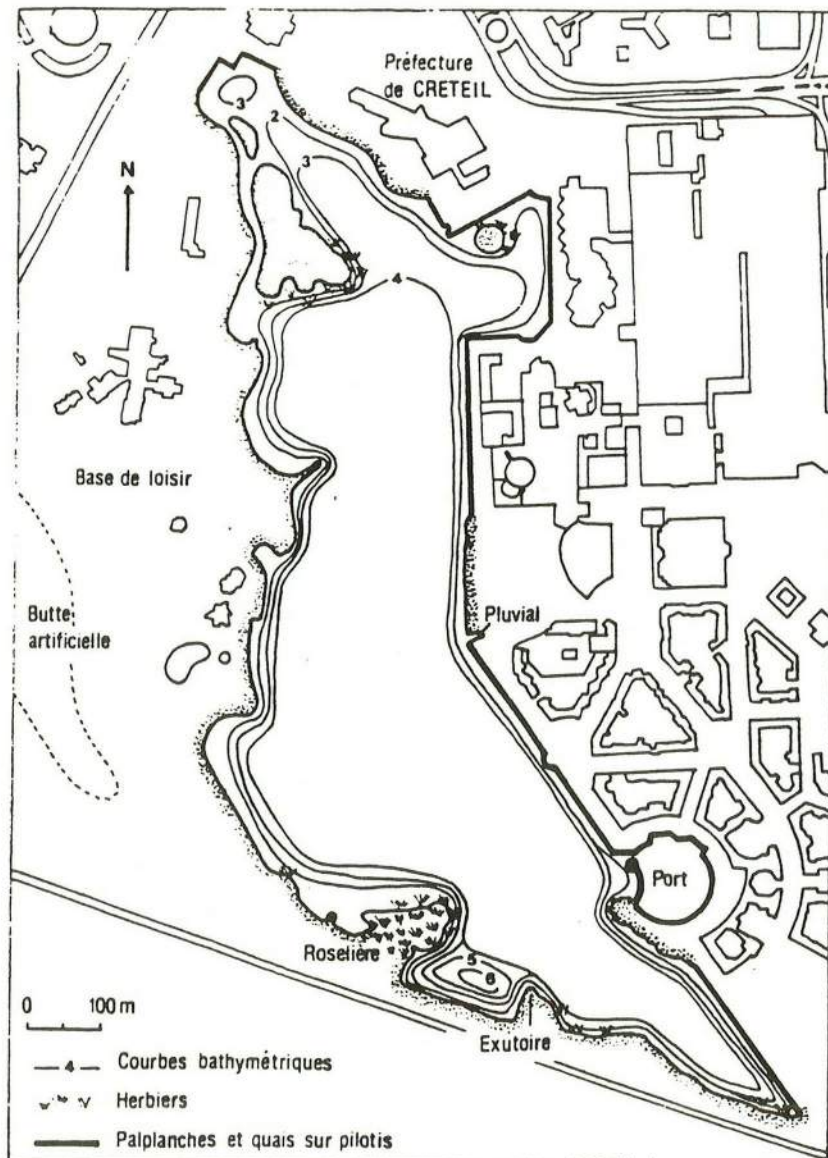 Préfecture
de CRETEIL
3
2
3
N
4
Base de loisir
Butte
artificielle
Pluvial
Port
Roselière
5
6
Exutoire
0 100 m
4 Courbes bathymétriques
Herbiers
Palplanches et quais sur pilotis